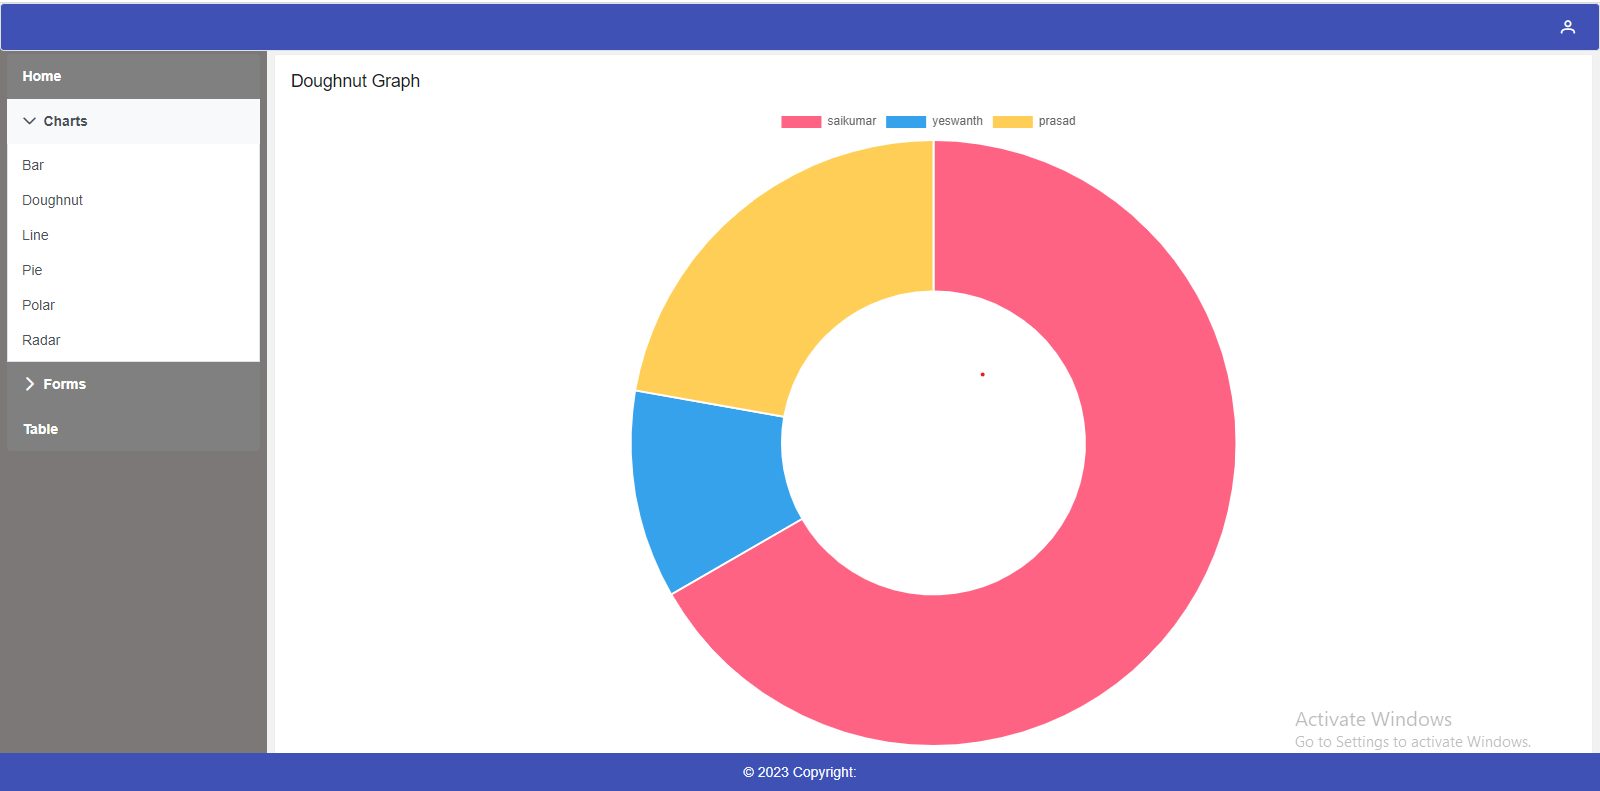 Home
Charts
Bar
Doughnut
Line
Pie
Polar
Radar
Forms
Table
Doughnut Graph
saikumar yeswanth prasad
Activate Windows
Go to Settings to activate Windows.
© 2023 Copyright: